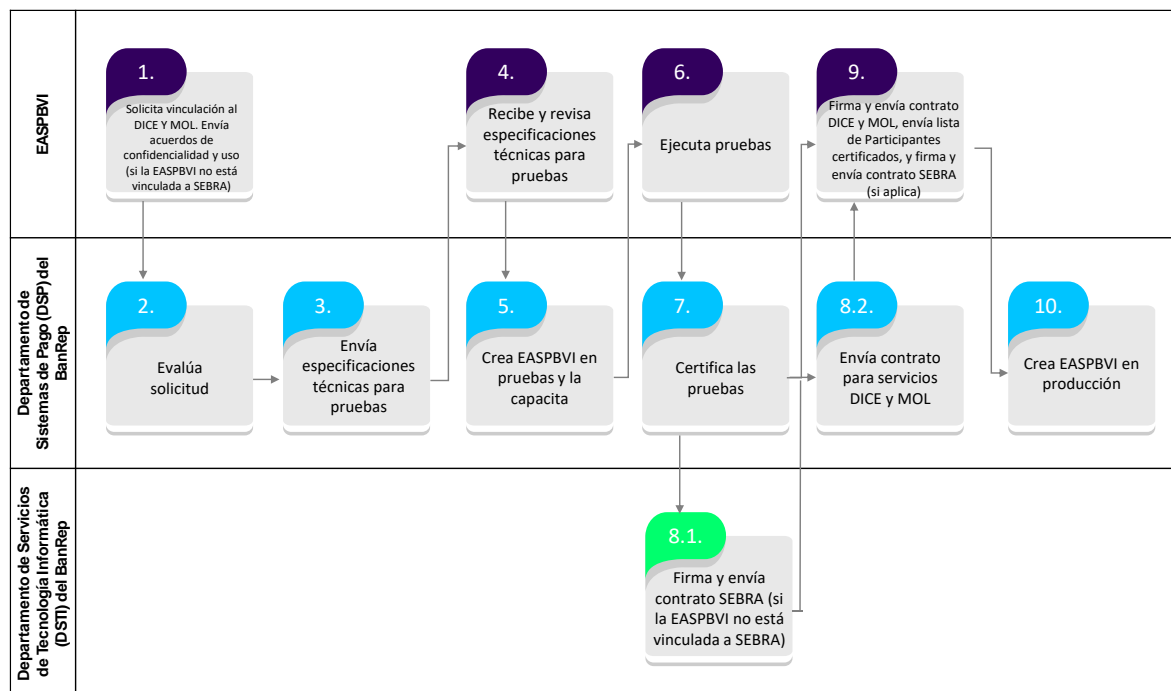 EASPBVI
1.
Solicita vinculación al
DICE Y MOL. Envía
acuerdos de
confidencialidad y uso
(si la EASPBVI no está
vinculada a SEBRA)
4.
Recibe y revisa
especificaciones
técnicas para
pruebas
6.
Ejecuta pruebas
9.
Firma y envía contrato
DICE y MOL, envía
lista de Participantes
certificados, y firma y
envía contrato SEBRA
(si aplica)
Departamento de
Sistemas de Pago (DSP) del
BanRep
2.
Evalúa
solicitud
3.
Envía
especificaciones
técnicas para
pruebas
5.
Crea EASPBVI en
pruebas y la
capacita
7.
Certifica las
pruebas
8.2.
Envía contrato
para servicios
DICE y MOL
10.
Crea EASPBVI en
producción
Departamento de Servicios
de Tecnología Informática
(DSTI) del BanRep
8.1.
Firma y envía
contrato SEBRA (si
la EASPBVI no está
vinculada a SEBRA)